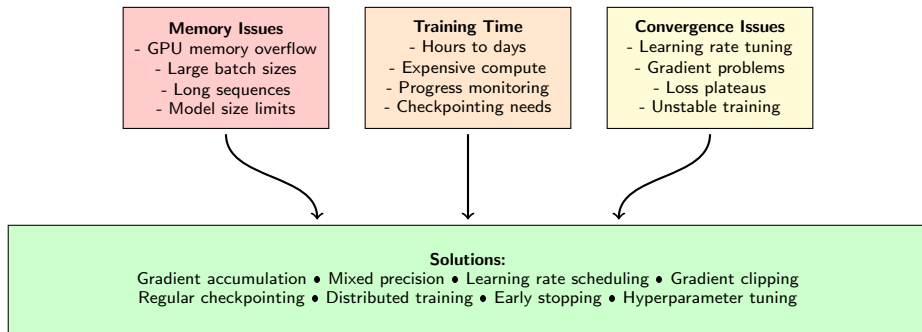 Memory Issues
- GPU memory overflow
- Large batch sizes
- Long sequences
- Model size limits
Training Time
- Hours to days
- Expensive compute
- Progress monitoring
- Checkpointing needs
Convergence Issues
- Learning rate tuning
- Gradient problems
- Loss plateaus
- Unstable training
Solutions:
Gradient accumulation • Mixed precision • Learning rate scheduling • Gradient clipping
Regular checkpointing • Distributed training • Early stopping • Hyperparameter tuning